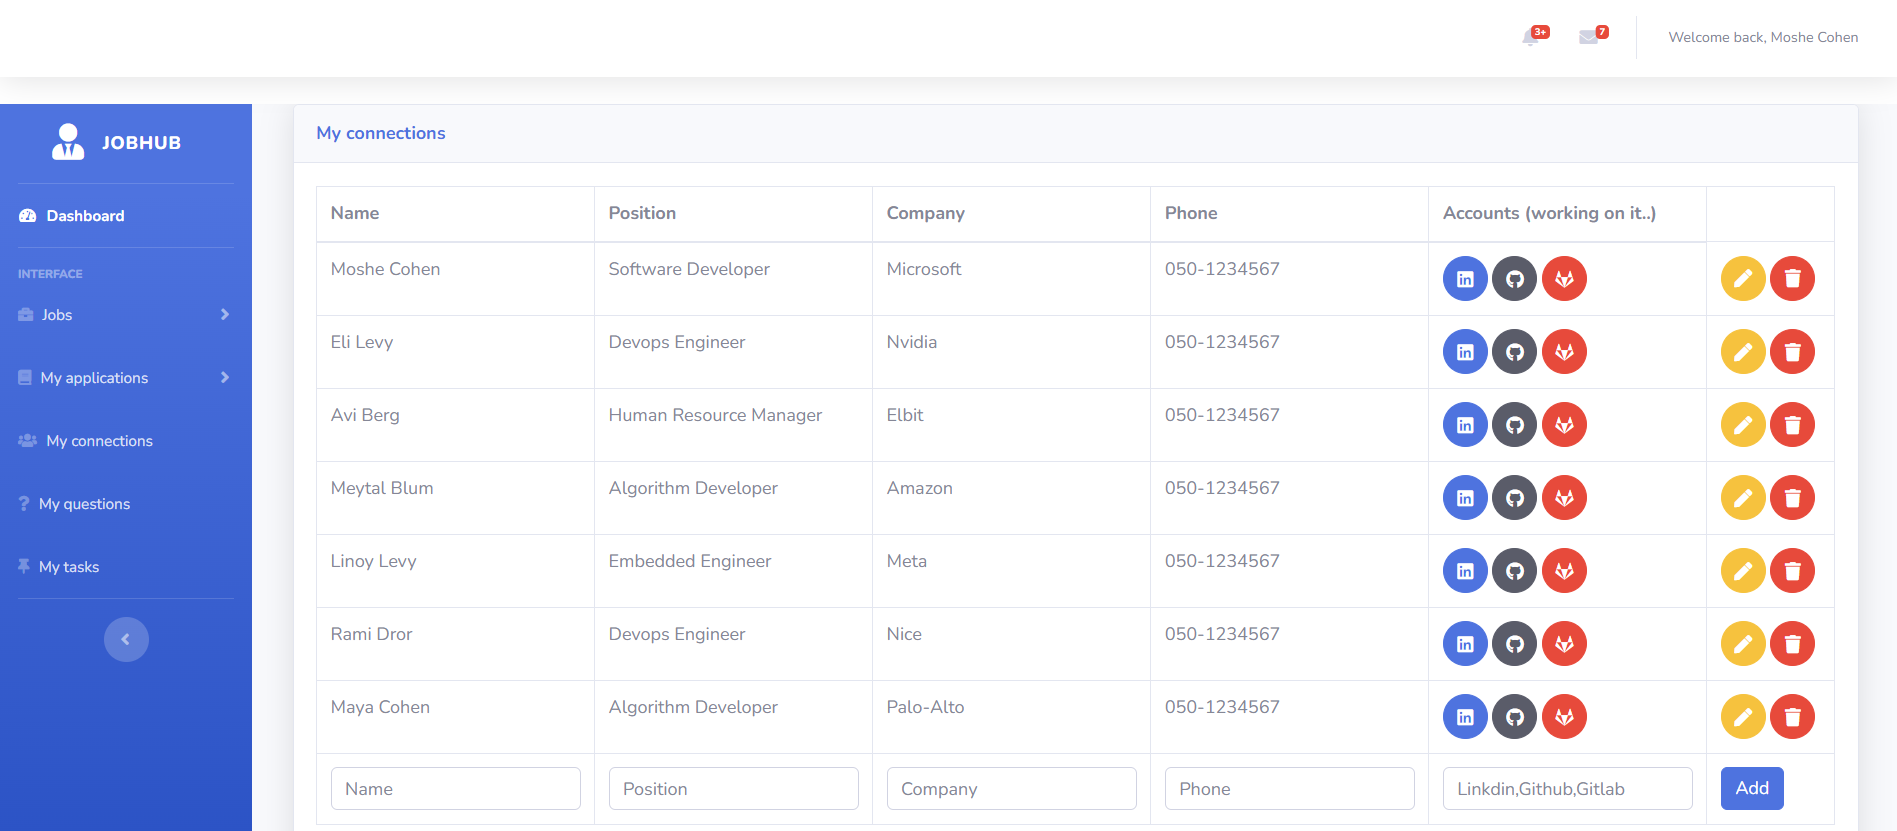 3+ 7 Welcome back, Moshe Cohen
JOBHUB
Dashboard
INTERFACE
Jobs
My applications
My connections
My questions
My tasks
My connections
Name Position Company Phone Accounts (working on it..)
Moshe Cohen Software Developer Microsoft 050-1234567
Eli Levy Devops Engineer Nvidia 050-1234567
Avi Berg Human Resource Manager Elbit 050-1234567
Meytal Blum Algorithm Developer Amazon 050-1234567
Linoy Levy Embedded Engineer Meta 050-1234567
Rami Dror Devops Engineer Nice 050-1234567
Maya Cohen Algorithm Developer Palo-Alto 050-1234567
Name Position Company Phone Linkdin,Github,Gitlab Add